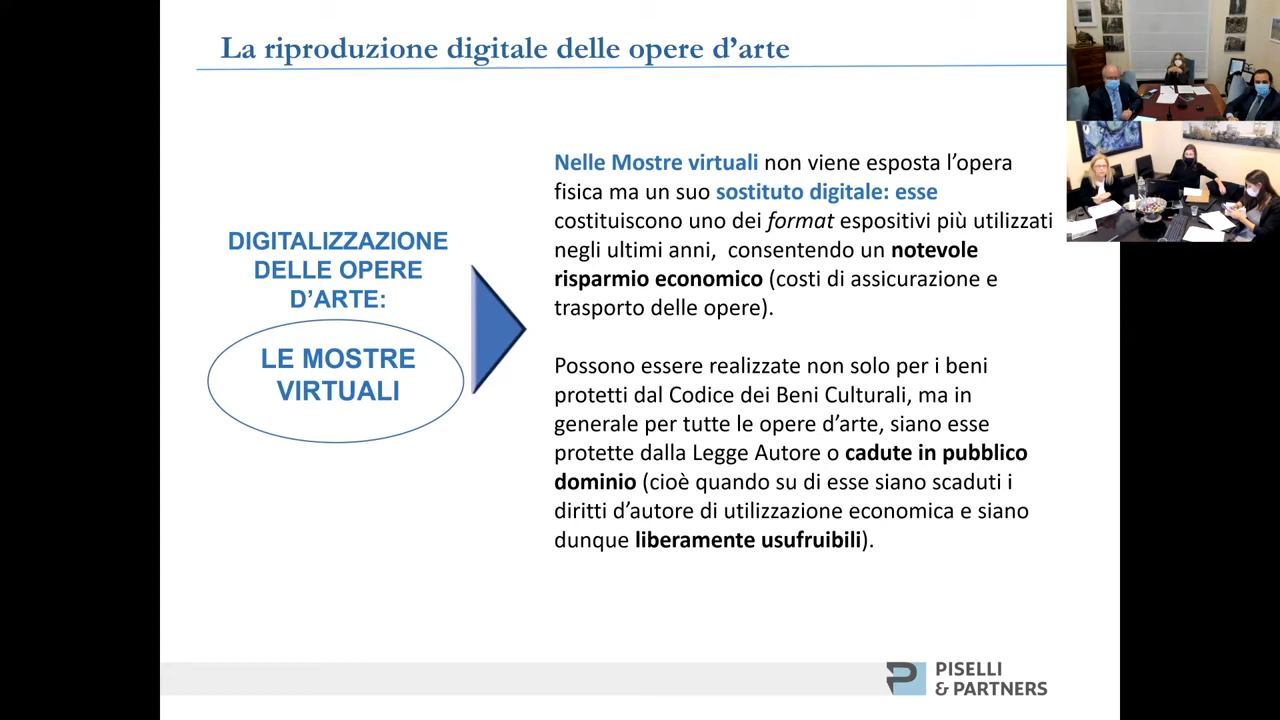 La riproduzione digitale delle opere d’arte
DIGITALIZZAZIONE
DELLE OPERE
D’ARTE:
LE MOSTRE
VIRTUALI
Nelle Mostre virtuali non viene esposta l’opera
fisica ma un suo sostituto digitale: esse
costituiscono uno dei format espositivi più utilizzati
negli ultimi anni, consentendo un notevole
risparmio economico (costi di assicurazione e
trasporto delle opere).
Possono essere realizzate non solo per i beni
protetti dal Codice dei Beni Culturali, ma in
generale per tutte le opere d’arte, siano esse
protette dalla Legge Autore o cadute in pubblico
dominio (cioè quando su di esse siano scaduti i
diritti d’autore di utilizzazione economica e siano
dunque liberamente usufruibili).
PISELLI
& PARTNERS